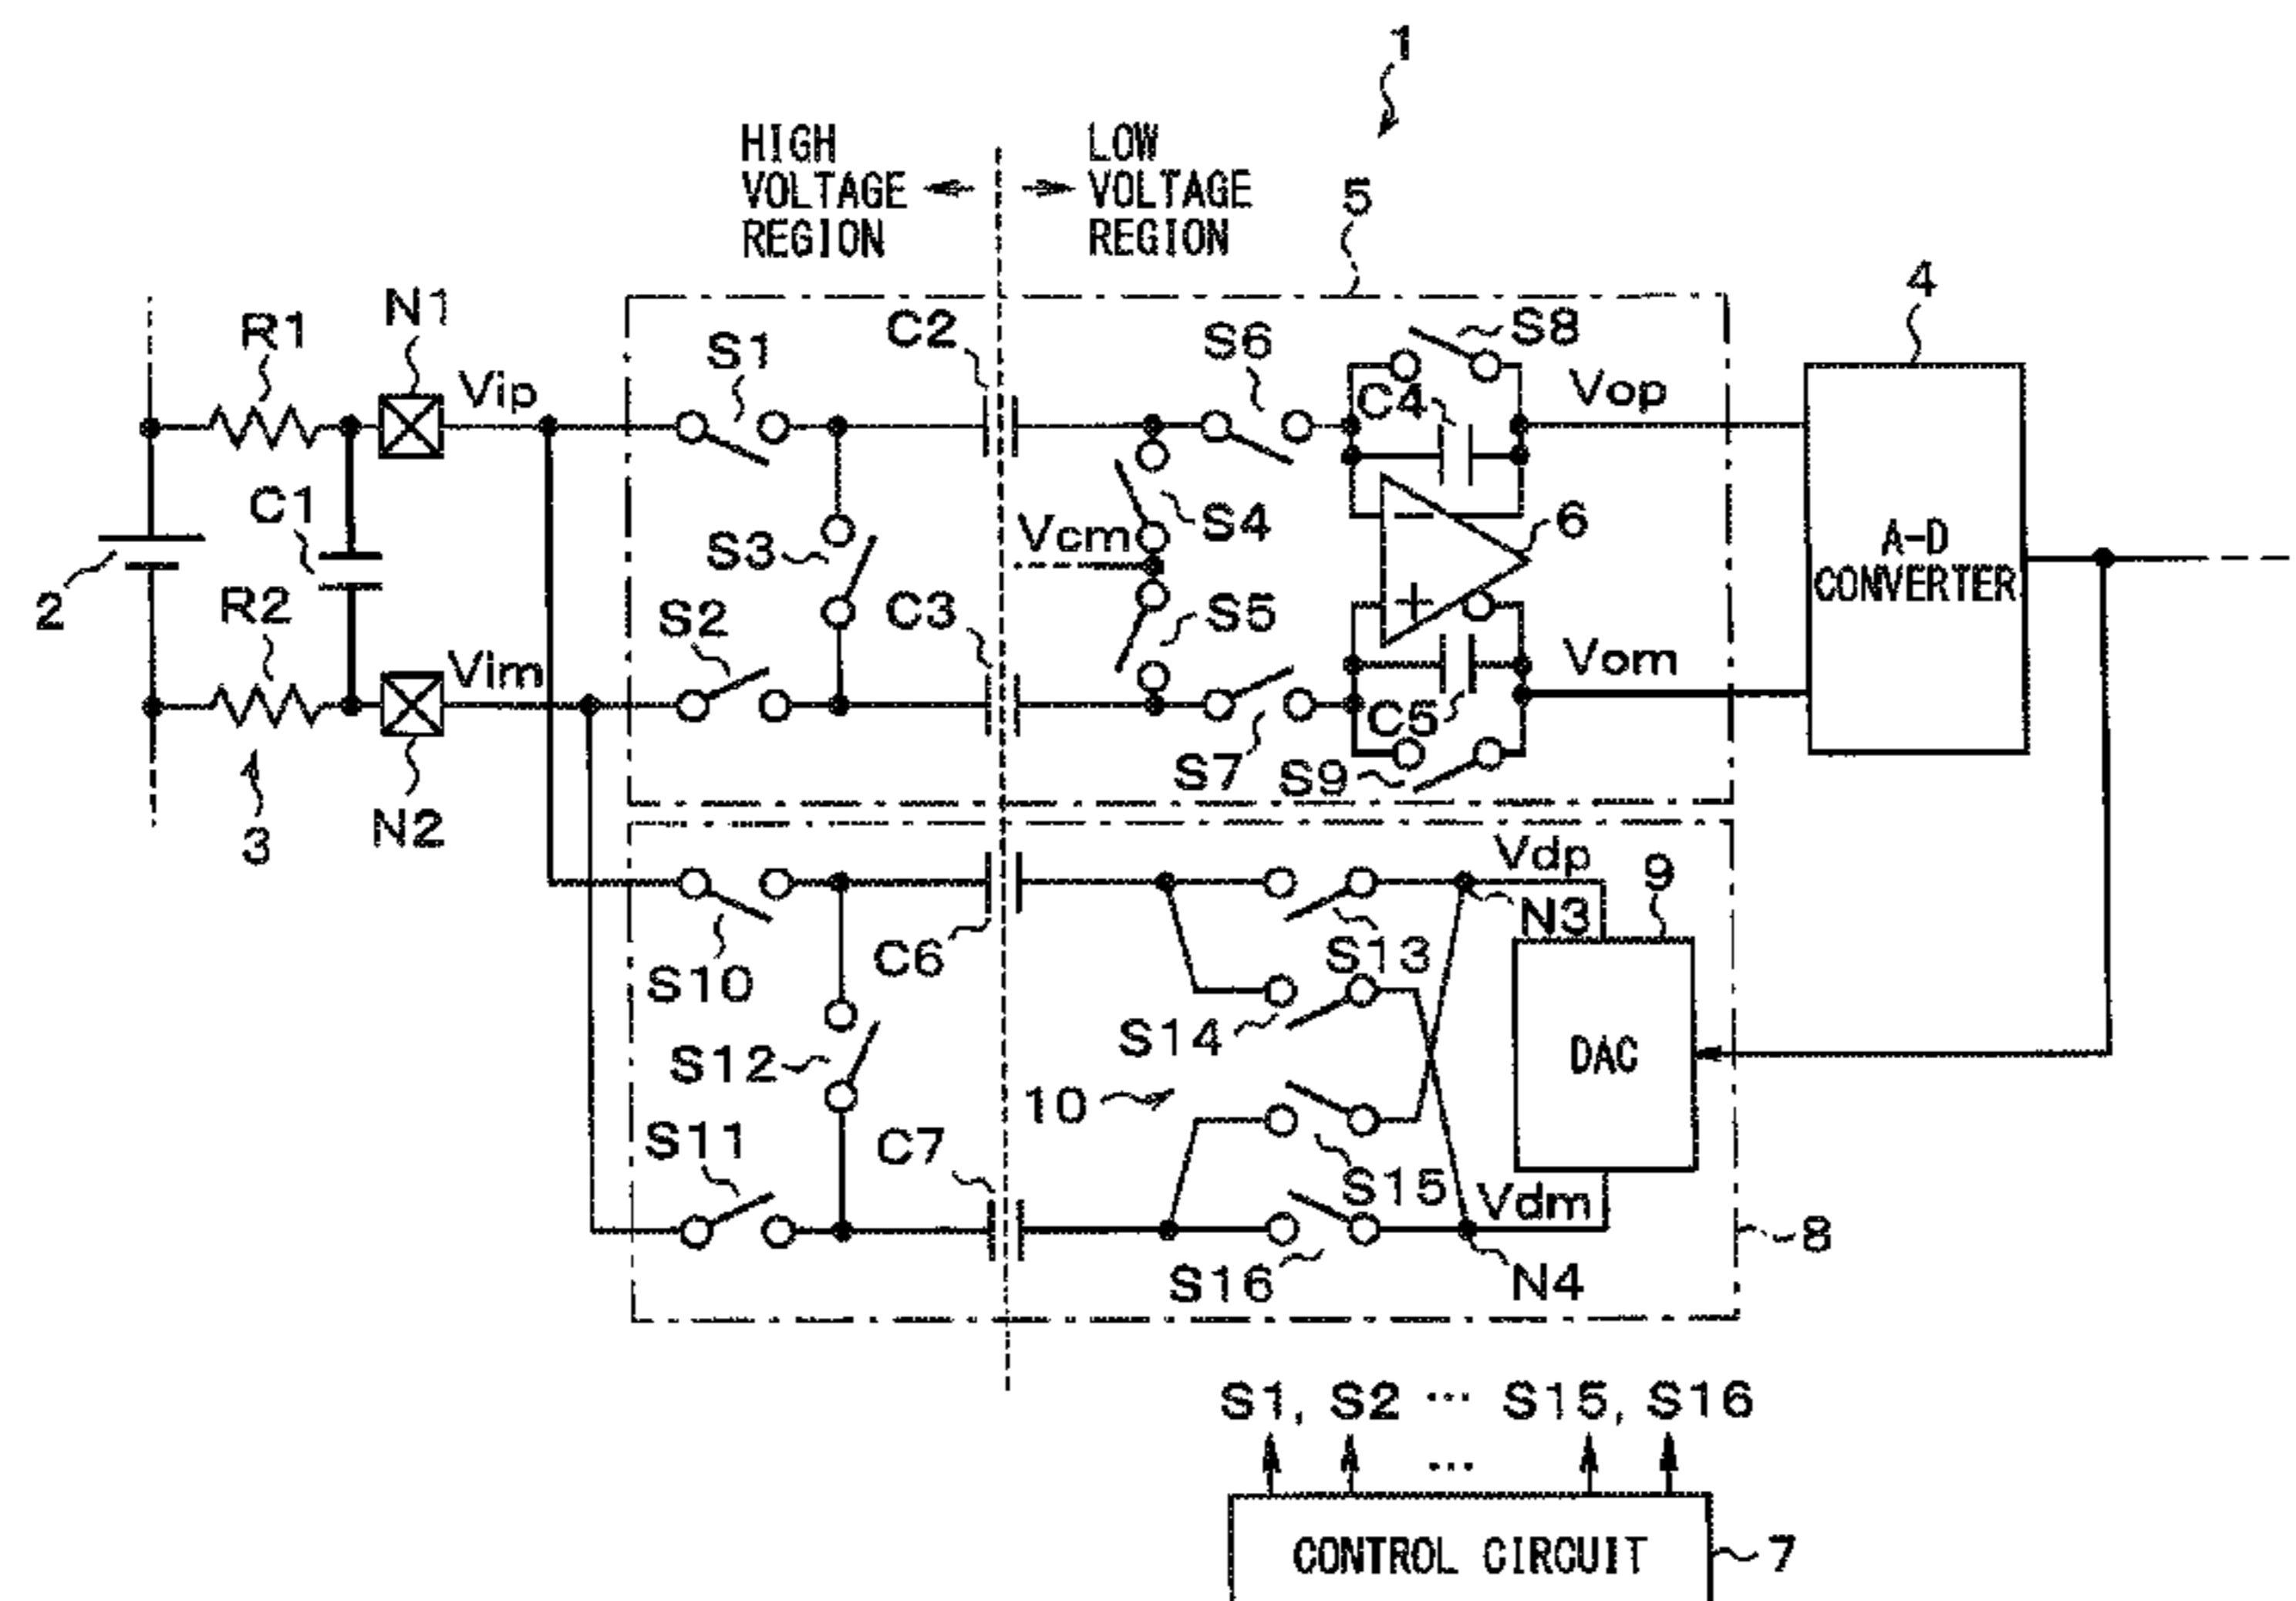 1
HIGH
VOLTAGE
REGION
LOW
VOLTAGE
REGION
5
4
R1
N1
Vip
S1
C2
S6
S8
C4
Vop
C1
S3
Vcm
S4
6
A-D
CONVERTER
2
R2
Vim
S2
C3
S5
Vom
C5
S7
S9
3
N2
Vdp
9
N3
S10
C6
S13
S12
S14
DAC
10
S11
C7
S15
Vdm
8
S16
N4
S1, S2 ... S15, S16
...
CONTROL CIRCUIT
7